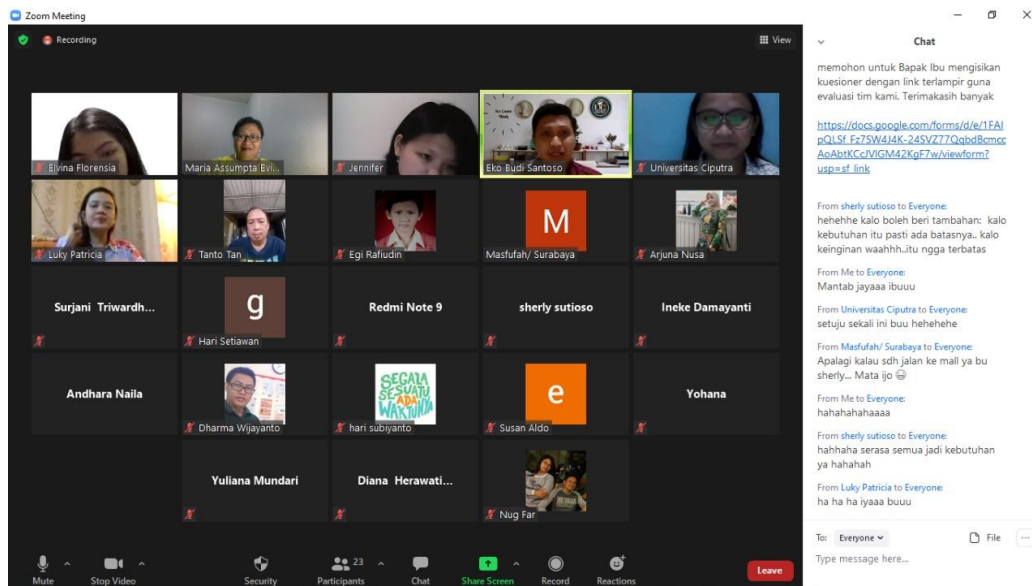 Zoom Meeting
Recording
View
Elvina Florensia
Maria Assumpta Evi...
Jennifer
Eko Budi Santoso
Universitas Ciputra
Luky Patricia
Tanto Tan
Egi Rafiudin
M
Masfufah/ Surabaya
Arjuna Nusa
Surjani Triwardh...
g
Hari Setiawan
Redmi Note 9
sherly sutioso
Ineke Damayanti
Andhara Naila
Dharma Wijayanto
SEGALA
SESUATU
ADA
WAKTUNYA
hari subiyanto
e
Susan Aldo
Yohana
Yuliana Mundari
Diana Herawati...
Nug Far
Mute
Stop Video
Security
23
Participants
Chat
Share Screen
Record
Reactions
Leave
Chat
memohon untuk Bapak Ibu mengisikan
kuesioner dengan link terlampir guna
evaluasi tim kami. Terimakasih banyak
https://docs.google.com/forms/d/e/1FAI
pQLSf_Fz7SW4J4K-24SVZ77QqbdBcmcc
AoAbtKCcJVlGM42KgF7w/viewform?
usp=sf_link
From sherly sutioso to Everyone:
hehehhe kalo boleh beri tambahan: kalo
kebutuhan itu pasti ada batasnya.. kalo
keinginan waahhh..itu ngga terbatas
From Me to Everyone:
Mantab jayaaa ibuuu
From Universitas Ciputra to Everyone:
setuju sekali ini buu hehehehe
From Masfufah/ Surabaya to Everyone:
Apalagi kalau sdh jalan ke mall ya bu
sherly... Mata ijo 😄
From Me to Everyone:
hahahahahaaaa
From sherly sutioso to Everyone:
hahhaha serasa semua jadi kebutuhan
ya hahahah
From Luky Patricia to Everyone:
ha ha ha iyaaa buuu
To: Everyone
File
Type message here...